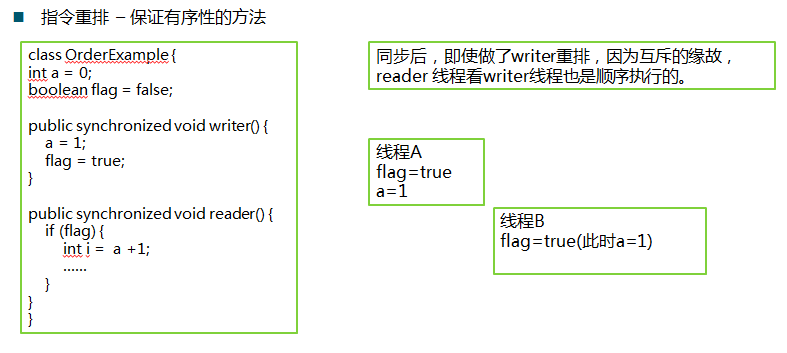 ■ 指令重排 – 保证有序性的方法
class OrderExample {
int a = 0;
boolean flag = false;
public synchronized void writer() {
a = 1;
flag = true;
}
public synchronized void reader() {
if (flag) {
int i = a +1;
……
}
}
}
同步后，即使做了writer重排，因为互斥的缘故，
reader 线程看writer线程也是顺序执行的。
线程A
flag=true
a=1
线程B
flag=true(此时a=1)